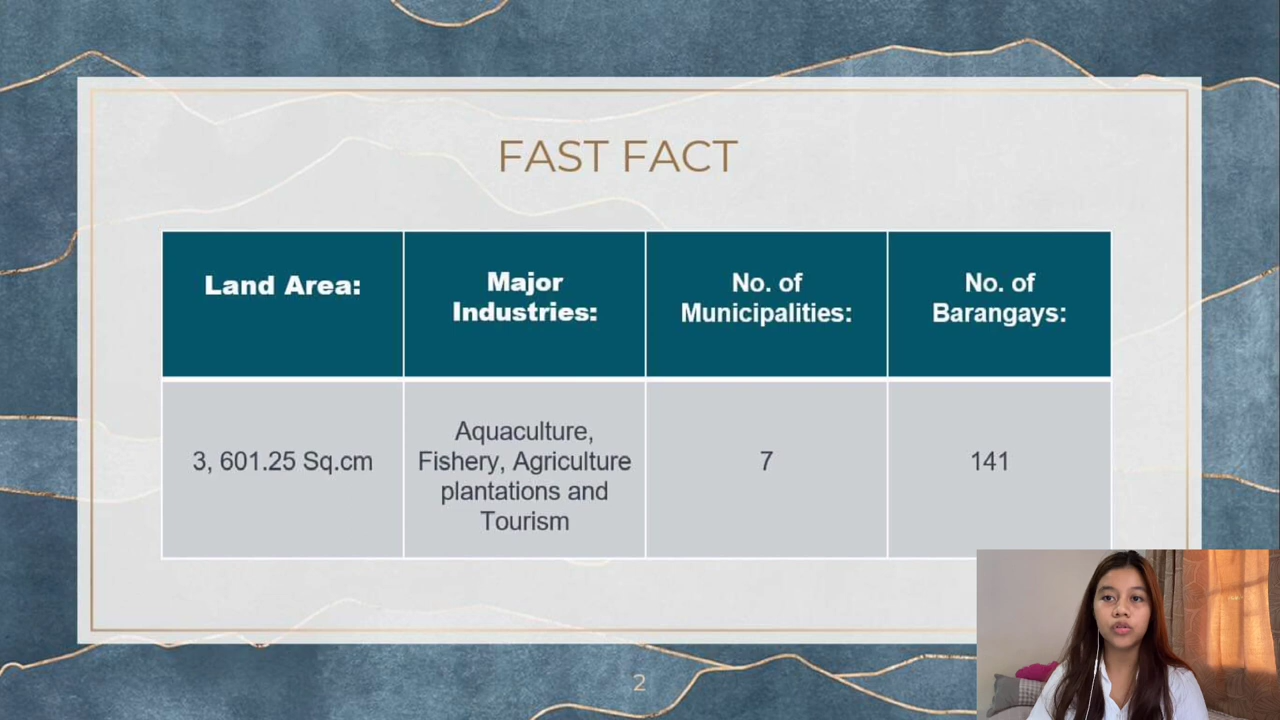 FAST FACT
Land Area:
Major
Industries:
No. of
Municipalities:
No. of
Barangays:
3, 601.25 Sq.cm
Aquaculture,
Fishery, Agriculture
plantations and
Tourism
7
141
2